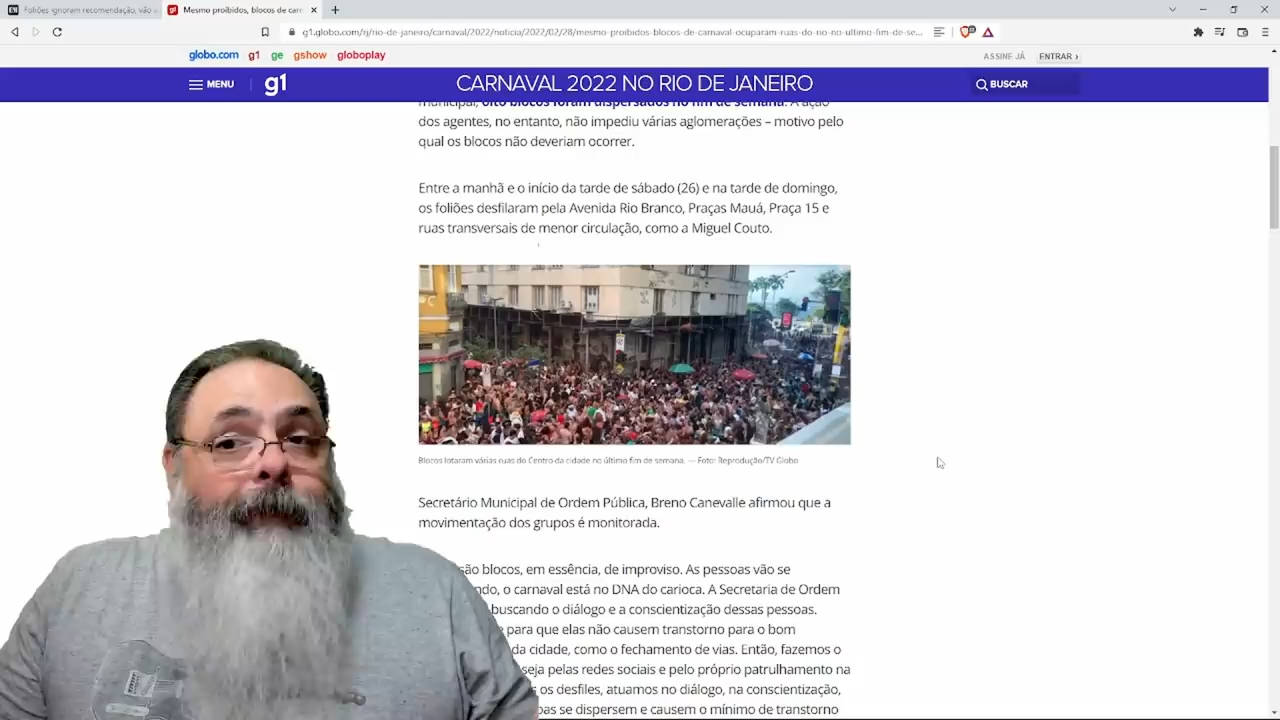 Foliões ignoram recomendação, vão a
Mesmo proibidos, blocos de carn
g1.globo.com/rj/rio-de-janeiro/carnaval/2022/noticia/2022/02/28/mesmo-proibidos-blocos-de-carnaval-ocuparam-ruas-do-rio-no-ultimo-fim-de-se...
globo.com g1 ge gshow globoplay ASSINE JÁ ENTRAR ›
MENU g1 CARNAVAL 2022 NO RIO DE JANEIRO BUSCAR
municipal, oito blocos foram dispersados no fim de semana. A ação
dos agentes, no entanto, não impediu várias aglomerações – motivo pelo
qual os blocos não deveriam ocorrer.
Entre a manhã e o início da tarde de sábado (26) e na tarde de domingo,
os foliões desfilaram pela Avenida Rio Branco, Praças Mauá, Praça 15 e
ruas transversais de menor circulação, como a Miguel Couto.
Blocos lotaram várias ruas do Centro da cidade no último fim de semana. — Foto: Reprodução/TV Globo
Secretário Municipal de Ordem Pública, Breno Canevalle afirmou que a
movimentação dos grupos é monitorada.
são blocos, em essência, de improviso. As pessoas vão se
ndo, o carnaval está no DNA do carioca. A Secretaria de Ordem
buscando o diálogo e a conscientização dessas pessoas.
para que elas não causem transtorno para o bom
da cidade, como o fechamento de vias. Então, fazemos o
seja pelas redes sociais e pelo próprio patrulhamento na
os desfiles, atuamos no diálogo, na conscientização,
oas se dispersem e causem o mínimo de transtorno